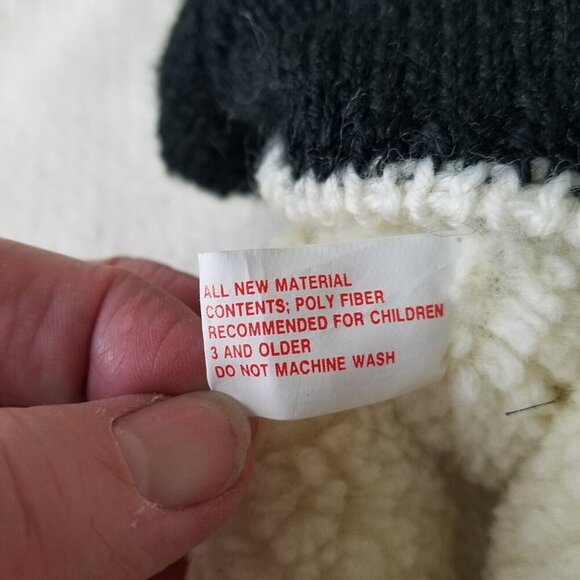 ALL NEW MATERIAL
CONTENTS; POLY FIBER
RECOMMENDED FOR CHILDREN
3 AND OLDER
DO NOT MACHINE WASH